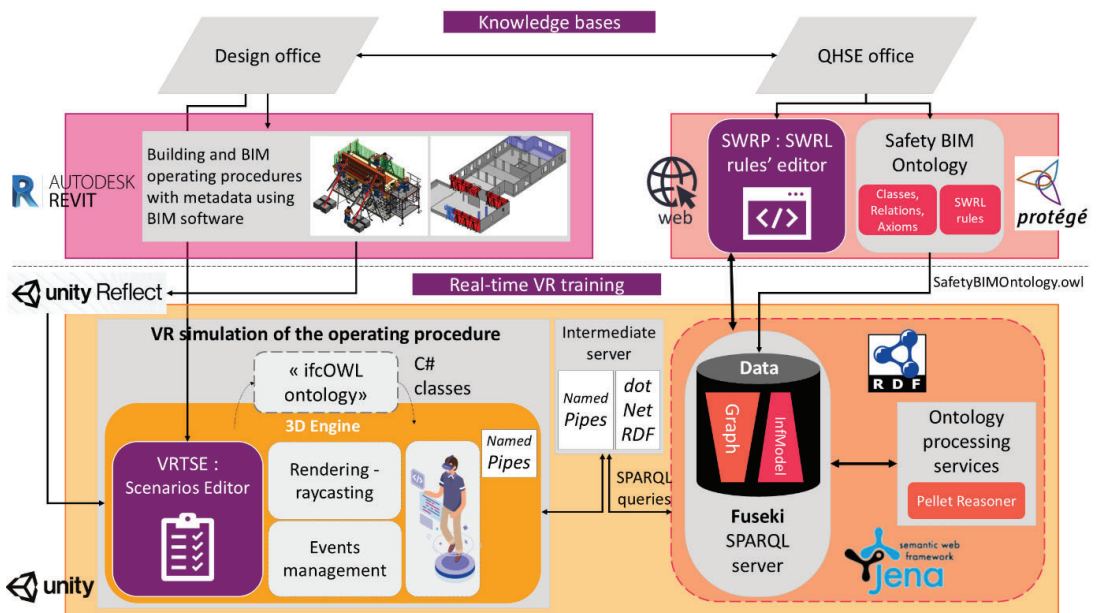 Knowledge bases
Design office
QHSE office
AUTODESK
REVIT
Building and BIM
operating procedures
with metadata using
BIM software
web
SWRP : SWRL
rules' editor
Safety BIM
Ontology
Classes,
Relations,
Axioms
SWRL
rules
protégé
unity Reflect
Real-time VR training
SafetyBIMOntology.owl
VR simulation of the operating procedure
« ifcOWL
ontology»
C#
classes
3D Engine
VRTSE :
Scenarios Editor
Rendering -
raycasting
Events
management
Named
Pipes
Intermediate
server
Named
Pipes
dot
Net
RDF
SPARQL
queries
Data
Graph
InfModel
Fuseki
SPARQL
server
RDF
Ontology
processing
services
Pellet Reasoner
semantic web
framework
Jena
unity